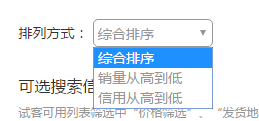 排列方式： 综合排序
综合排序
销量从高到低
信用从高到低
可选搜索信
试客可用列表筛选中“价格筛选”、“发货地